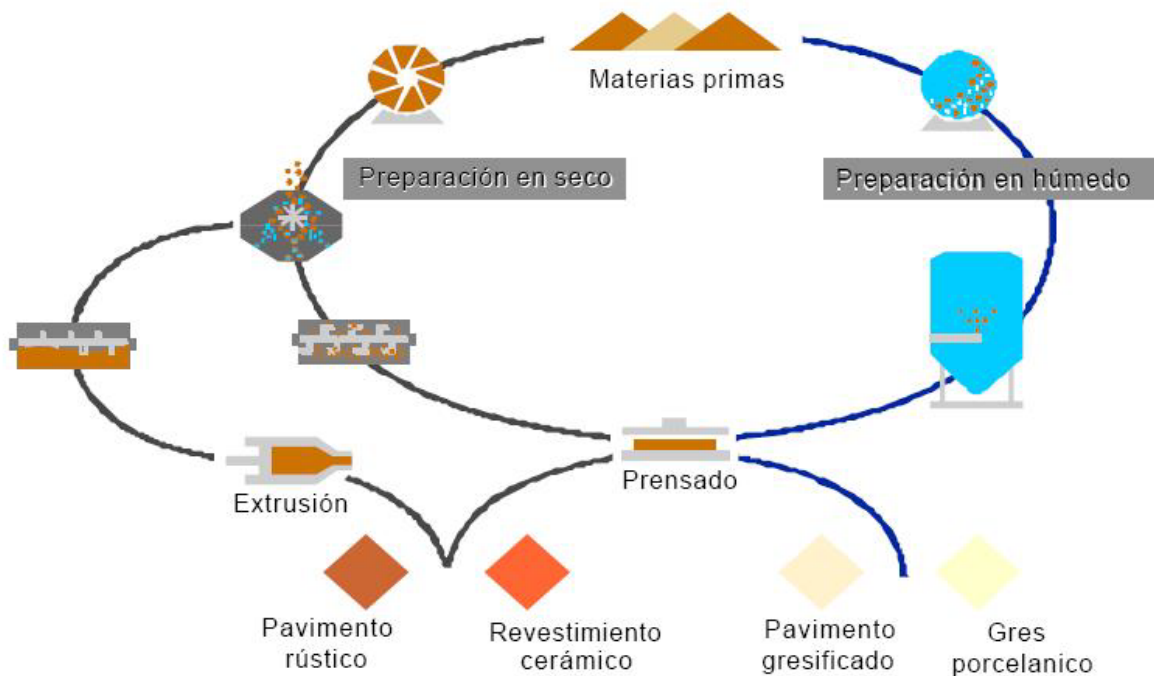 Materias primas
Preparación en seco
Preparación en húmedo
Extrusión
Prensado
Pavimento
rústico
Revestimiento
cerámico
Pavimento
gresificado
Gres
porcelanico